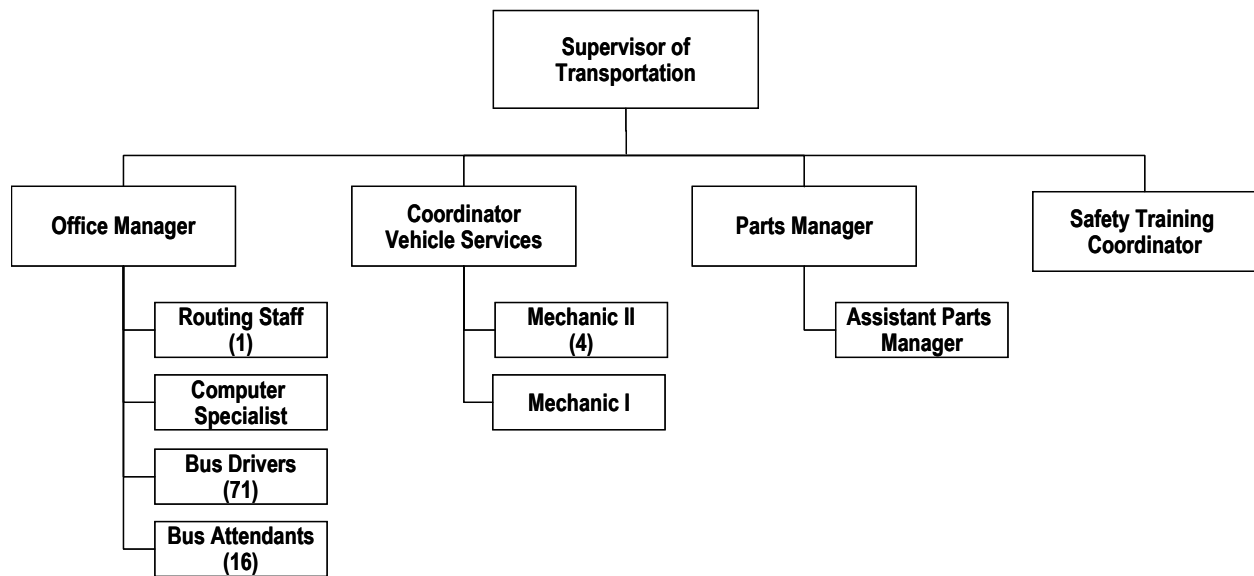 Supervisor of
Transportation
Office Manager
Coordinator
Vehicle Services
Parts Manager
Safety Training
Coordinator
Routing Staff
(1)
Computer
Specialist
Bus Drivers
(71)
Bus Attendants
(16)
Mechanic II
(4)
Mechanic I
Assistant Parts
Manager